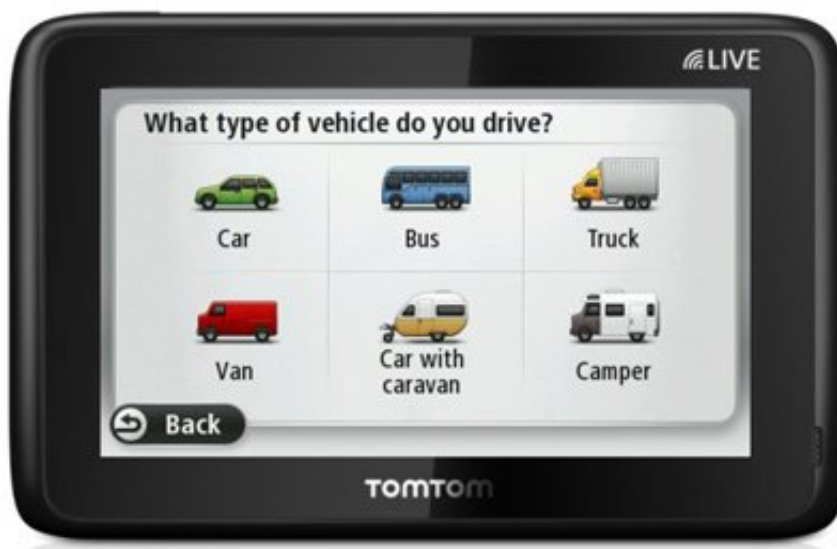 LIVE
What type of vehicle do you drive?
Car
Bus
Truck
Van
Car with
caravan
Camper
Back
TOMTOM